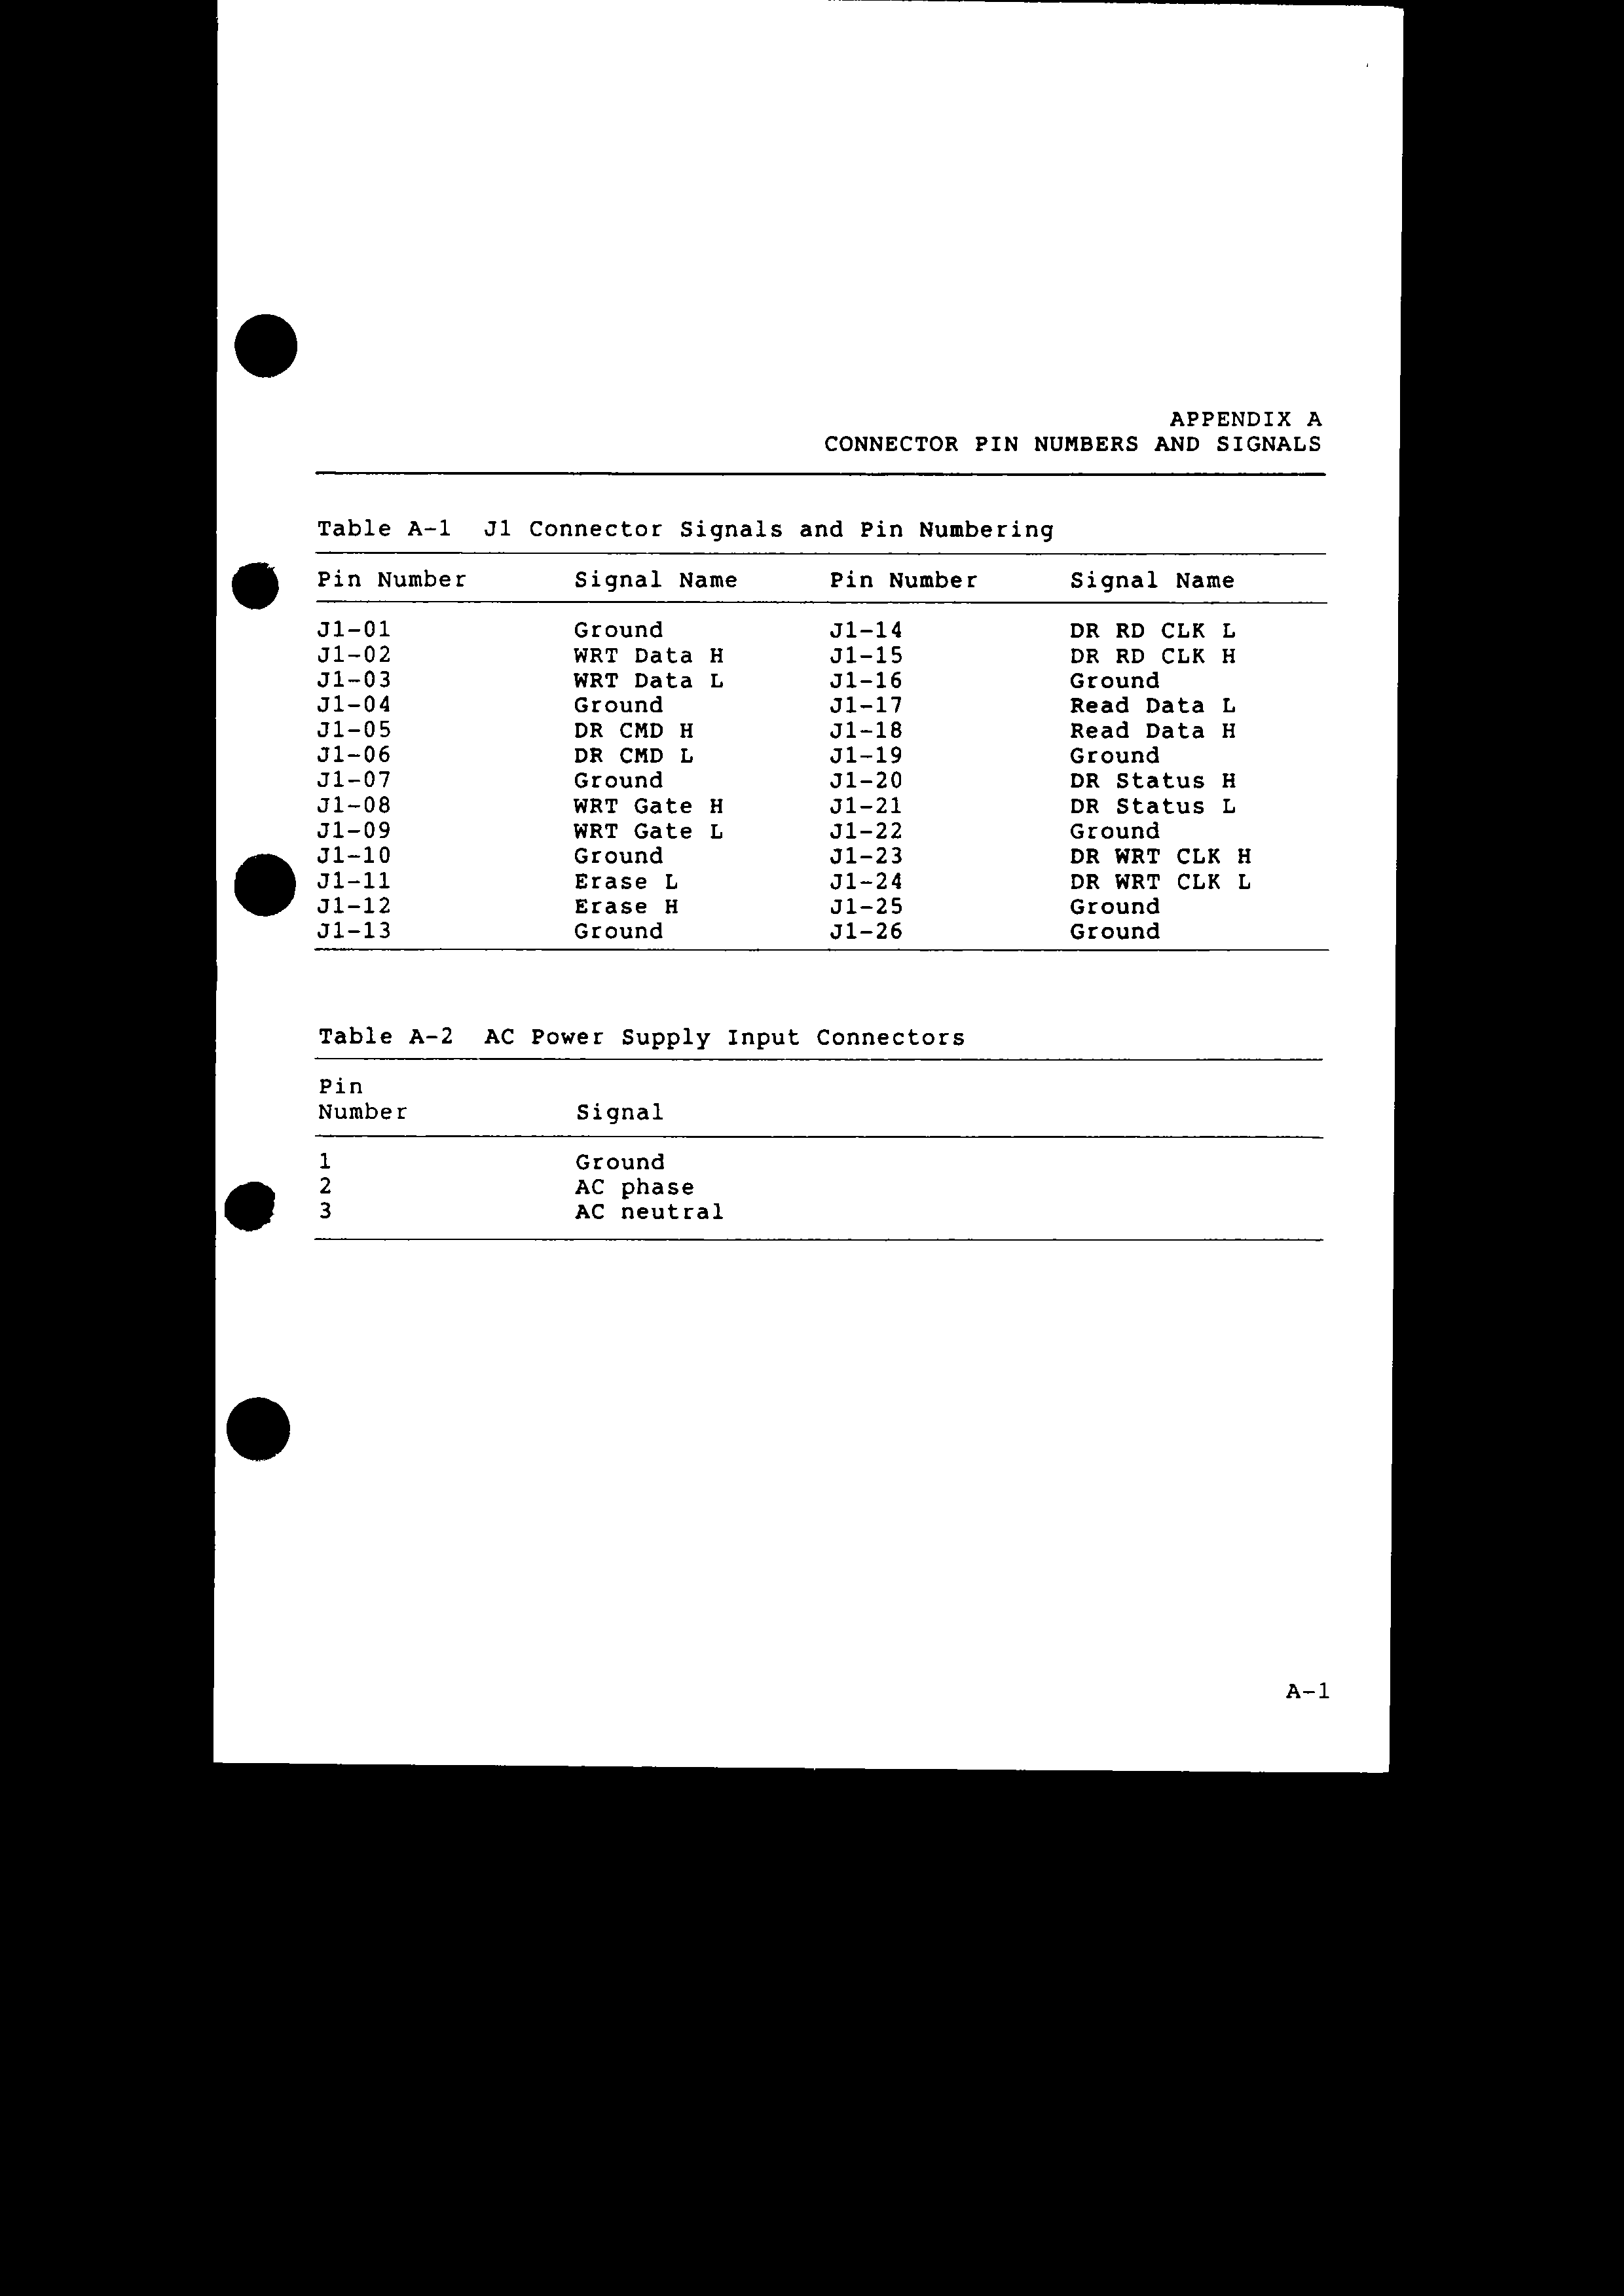 APPENDIX A
CONNECTOR PIN NUMBERS AND SIGNALS
Table A-1 J1 Connector Signals and Pin Numbering
Pin Number Signal Name Pin Number Signal Name
J1-01 Ground J1-14 DR RD CLK L
J1-02 WRT Data H J1-15 DR RD CLK H
J1-03 WRT Data L J1-16 Ground
J1-04 Ground J1-17 Read Data L
J1-05 DR CMD H J1-18 Read Data H
J1-06 DR CMD L J1-19 Ground
J1-07 Ground J1-20 DR Status H
J1-08 WRT Gate H J1-21 DR Status L
J1-09 WRT Gate L J1-22 Ground
J1-10 Ground J1-23 DR WRT CLK H
J1-11 Erase L J1-24 DR WRT CLK L
J1-12 Erase H J1-25 Ground
J1-13 Ground J1-26 Ground
Table A-2 AC Power Supply Input Connectors
Pin
Number Signal
1 Ground
2 AC phase
3 AC neutral
A-1